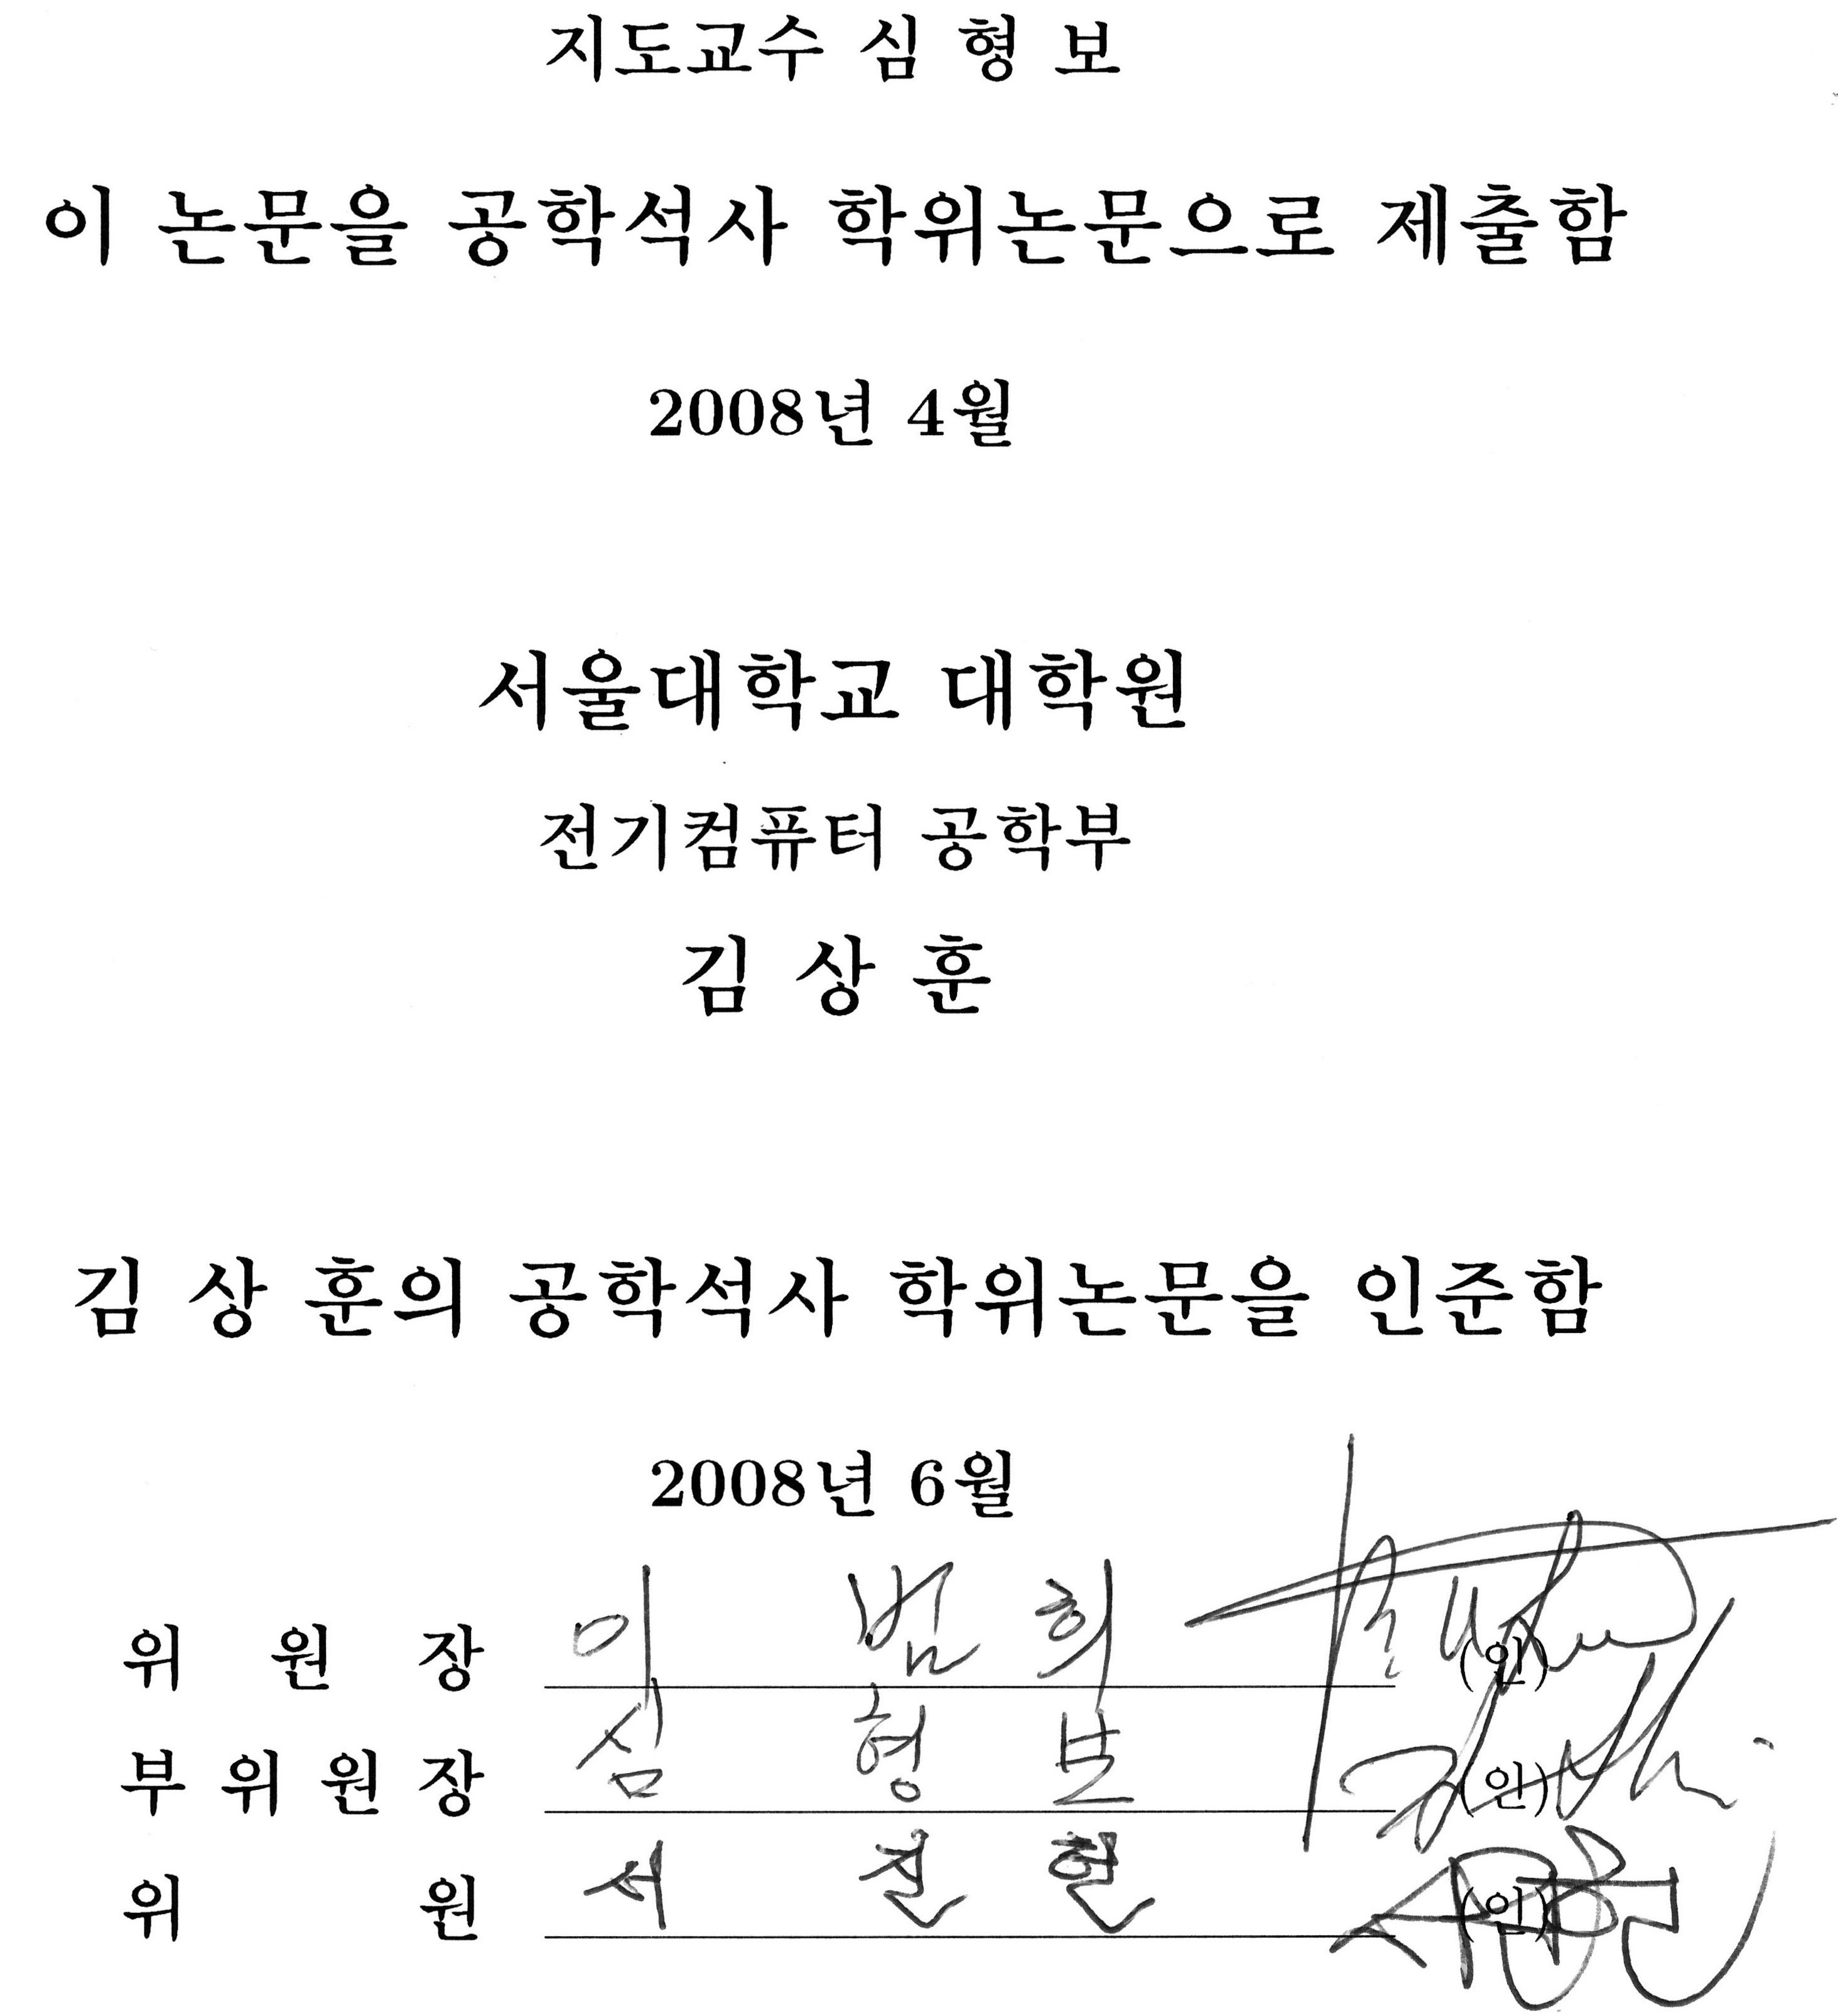 지도교수 심 형 보
이 논문을 공학석사 학위논문으로 제출함
2008년 4월
서울대학교 대학원
전기컴퓨터 공학부
김 상 훈
김 상 훈의 공학석사 학위논문을 인준함
2008년 6월
위 원 장 이 범 희 (인)
부 위 원 장 심 형 보 (인)
위 원 서 진 헌 (인)